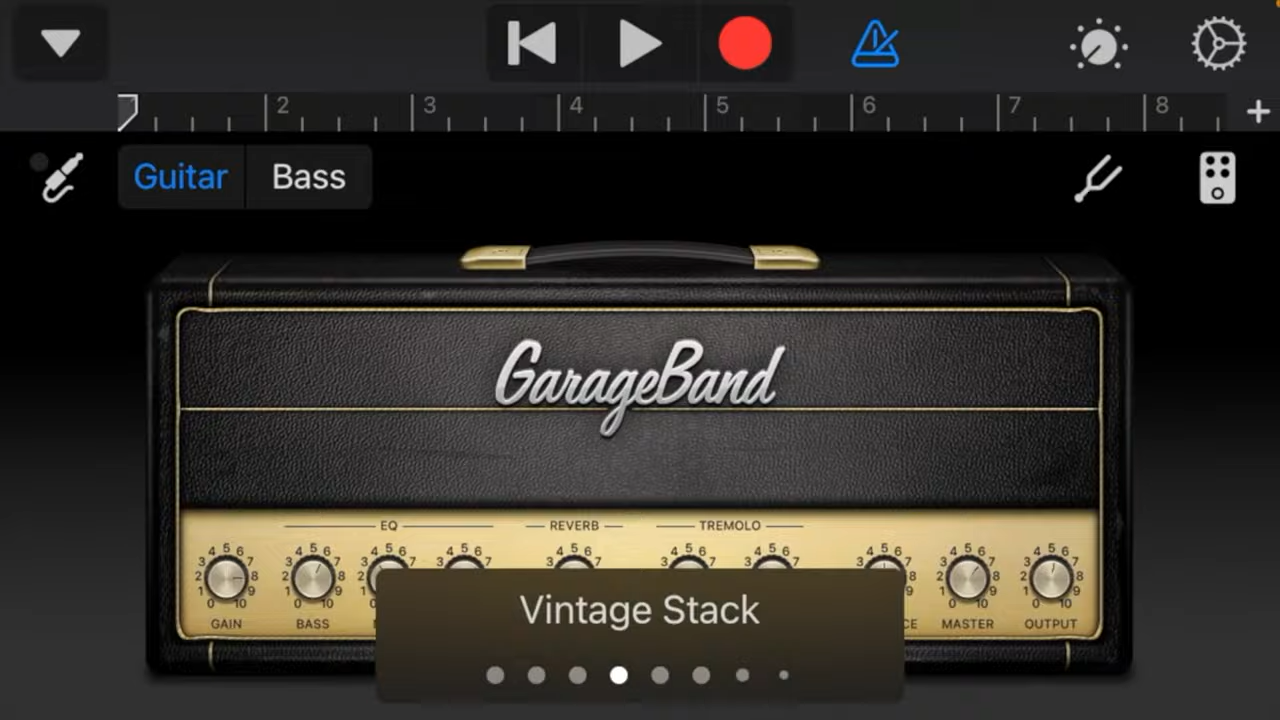 2 3 4 5 6 7 8
Guitar Bass
GarageBand
EQ REVERB TREMOLO
GAIN BASS MASTER OUTPUT
Vintage Stack